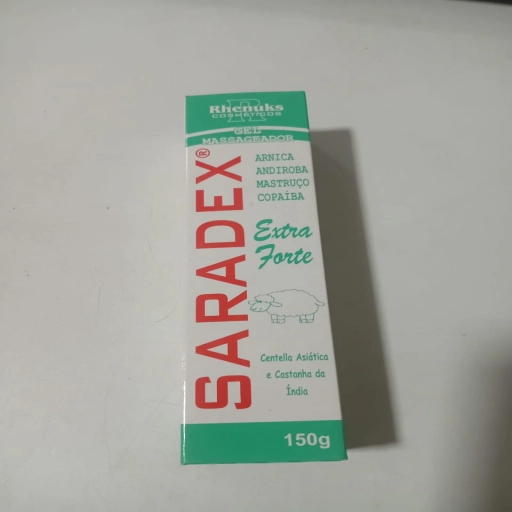 Rhenuks
COSMÉTICOS
GEL
MASSAGEADOR
SARADEX®
ARNICA
ANDIROBA
MASTRUÇO
COPAÍBA
Extra
Forte
Centella Asiática
e Castanha da
Índia
150g